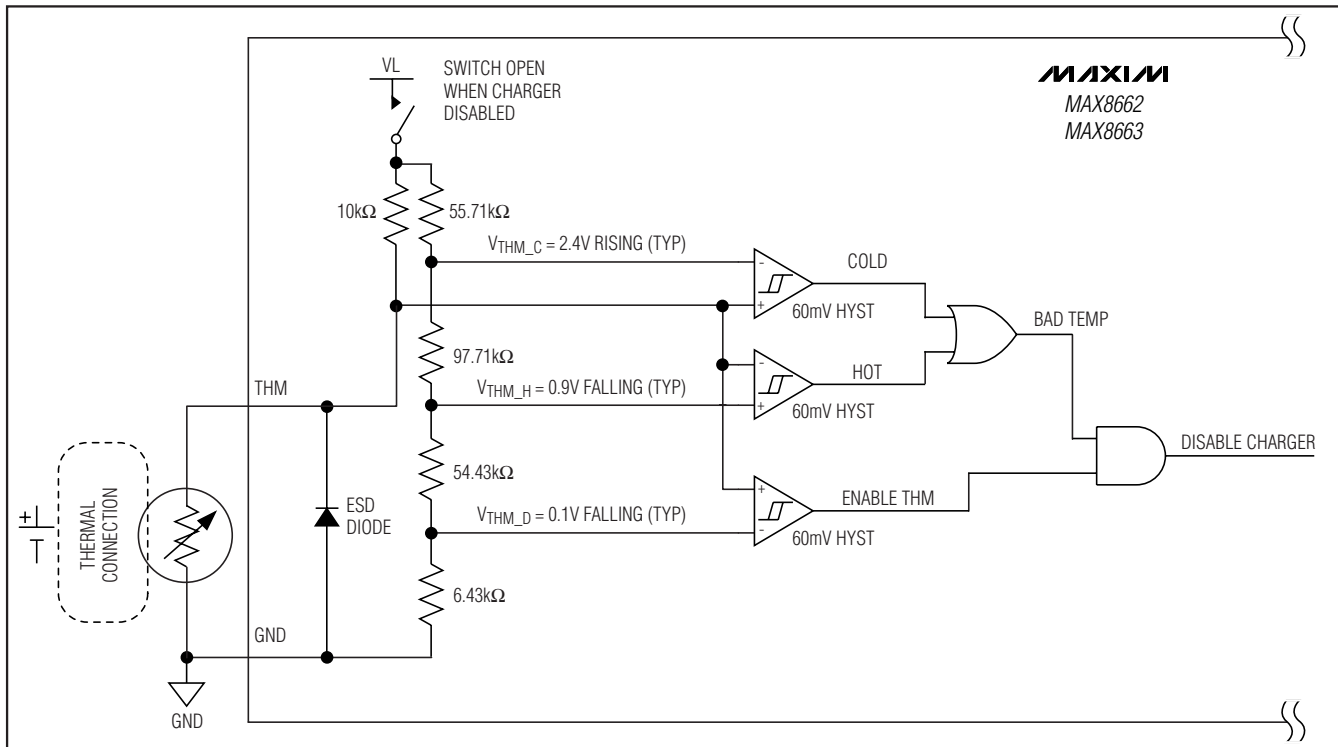 VL
SWITCH OPEN
WHEN CHARGER
DISABLED
MAXIM
MAX8662
MAX8663
10kΩ
55.71kΩ
VTHM_C = 2.4V RISING (TYP)
-
+
COLD
60mV HYST
BAD TEMP
97.71kΩ
-
+
HOT
60mV HYST
THM
VTHM_H = 0.9V FALLING (TYP)
DISABLE CHARGER
54.43kΩ
+
-
ENABLE THM
60mV HYST
+
THERMAL
CONNECTION
ESD
DIODE
VTHM_D = 0.1V FALLING (TYP)
6.43kΩ
GND
GND